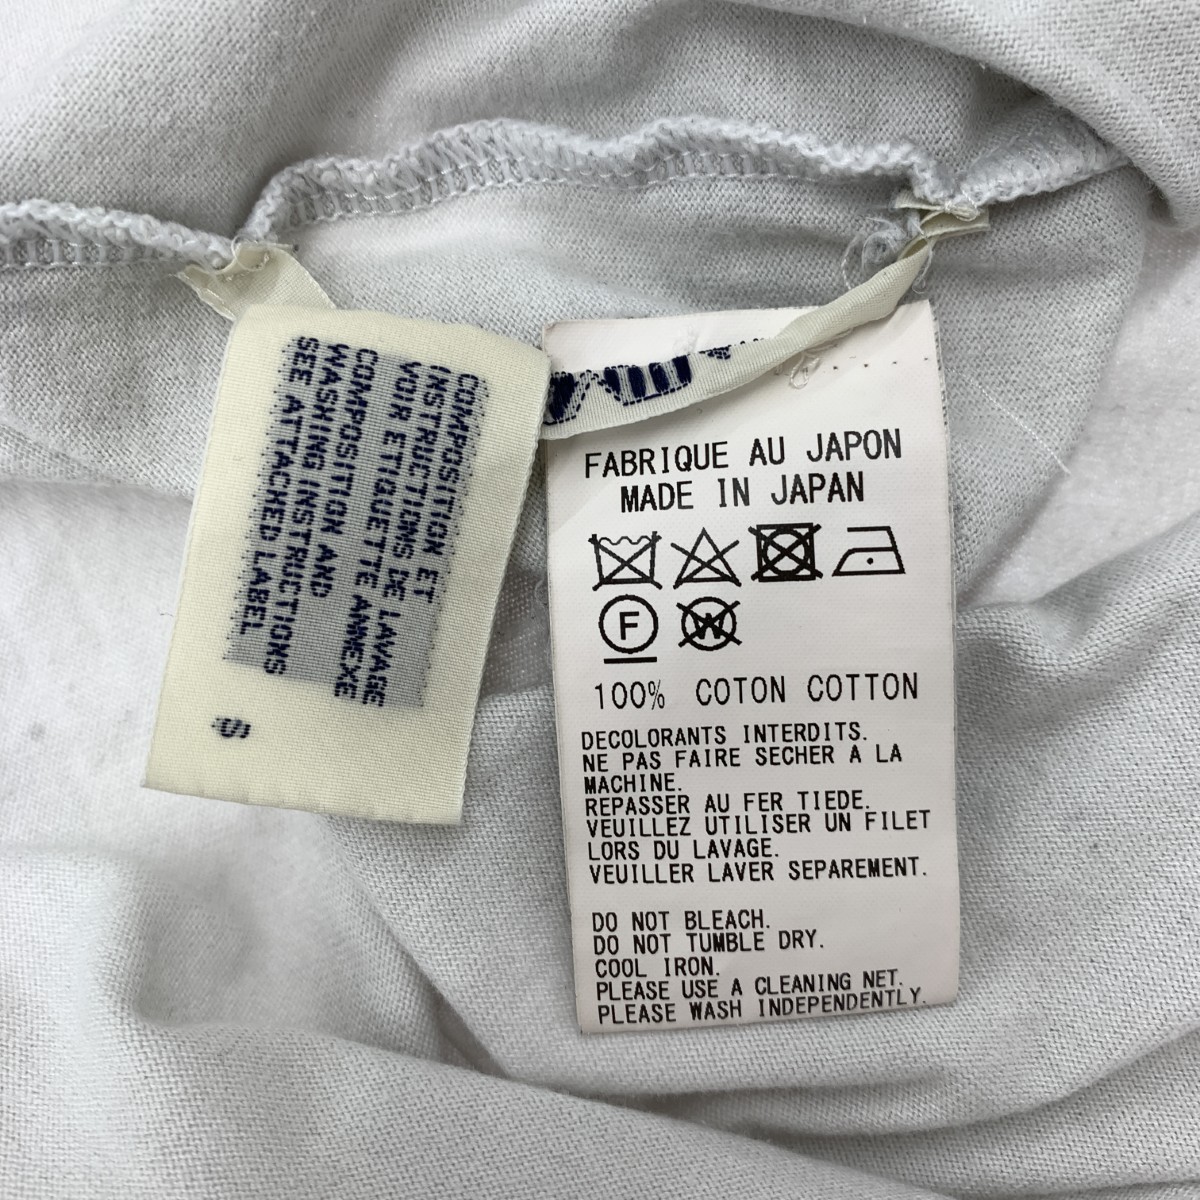 COMPOSITION ET
INSTRUCTIONS DE LAVAGE
VOIR ETIQUETTE ANNEXE
COMPOSITION AND
WASHING INSTRUCTIONS
SEE ATTACHED LABEL
S
FABRIQUE AU JAPON
MADE IN JAPAN
F W
100% COTON COTTON
DECOLORANTS INTERDITS.
NE PAS FAIRE SECHER A LA
MACHINE.
REPASSER AU FER TIEDE.
VEUILLEZ UTILISER UN FILET
LORS DU LAVAGE.
VEUILLER LAVER SEPAREMENT.
DO NOT BLEACH.
DO NOT TUMBLE DRY.
COOL IRON.
PLEASE USE A CLEANING NET.
PLEASE WASH INDEPENDENTLY.